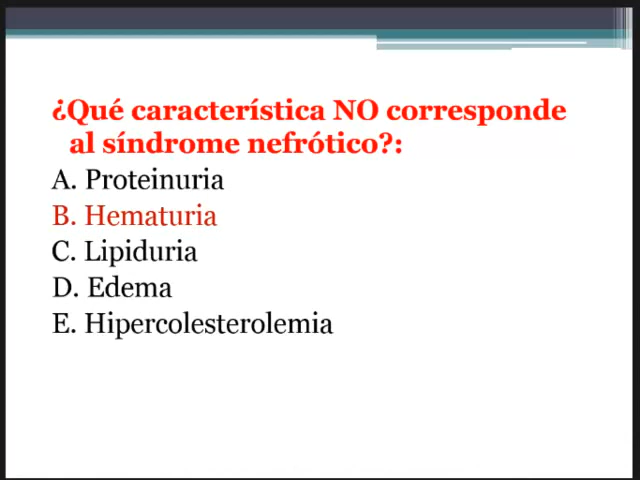 ¿Qué característica NO corresponde
al síndrome nefrótico?:
A. Proteinuria
B. Hematuria
C. Lipiduria
D. Edema
E. Hipercolesterolemia